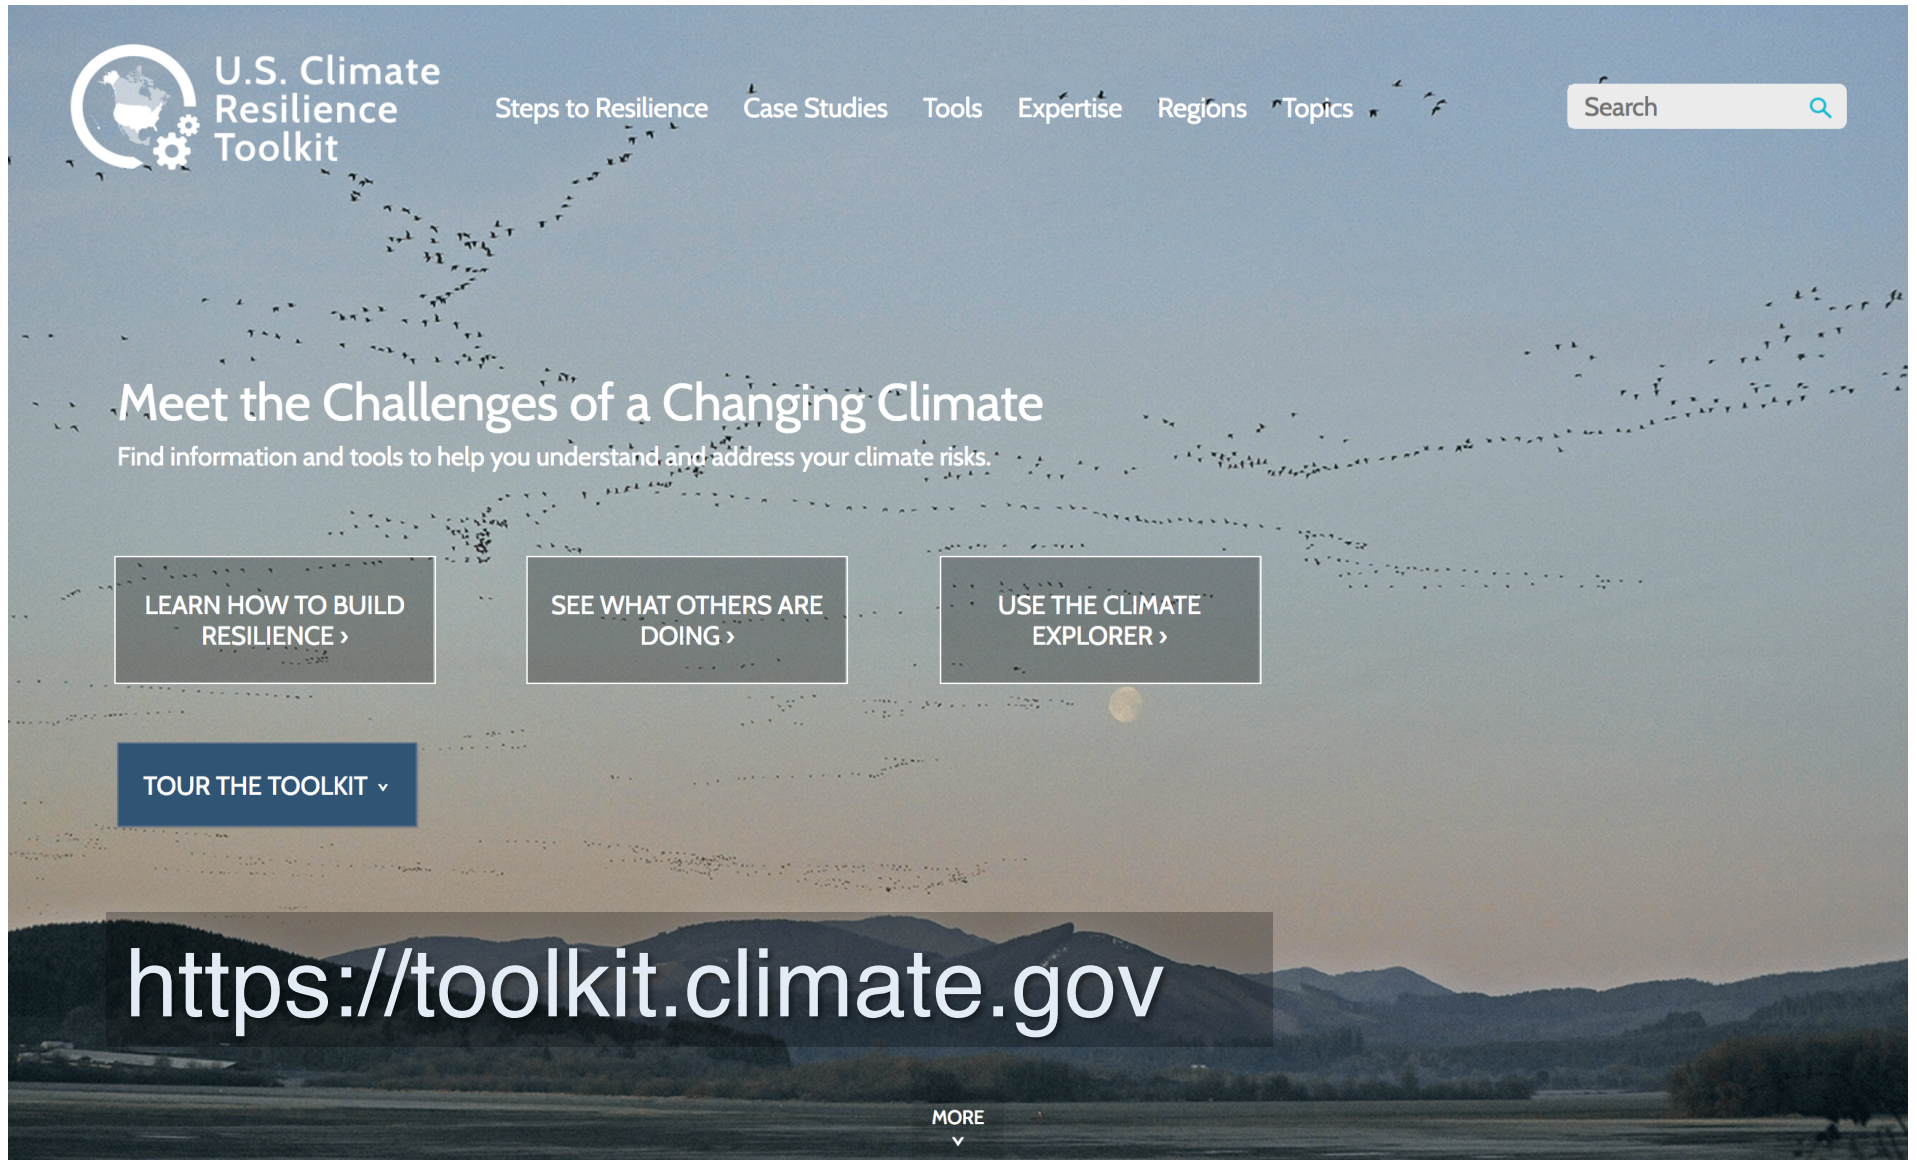 U.S. Climate
Resilience
Toolkit
Steps to Resilience Case Studies Tools Expertise Regions Topics
Search
Meet the Challenges of a Changing Climate
Find information and tools to help you understand and address your climate risks.
LEARN HOW TO BUILD
RESILIENCE ›
SEE WHAT OTHERS ARE
DOING ›
USE THE CLIMATE
EXPLORER ›
TOUR THE TOOLKIT
https://toolkit.climate.gov
MORE